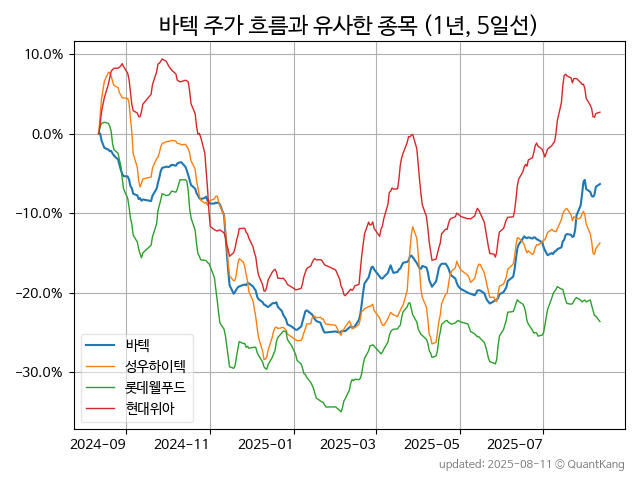 바텍 주가 흐름과 유사한 종목 (1년, 5일선)
10.0%
0.0%
−10.0%
−20.0%
−30.0%
바텍
성우하이텍
롯데웰푸드
현대위아
2024-09
2024-11
2025-01
2025-03
2025-05
2025-07
updated: 2025-08-11 © QuantKang